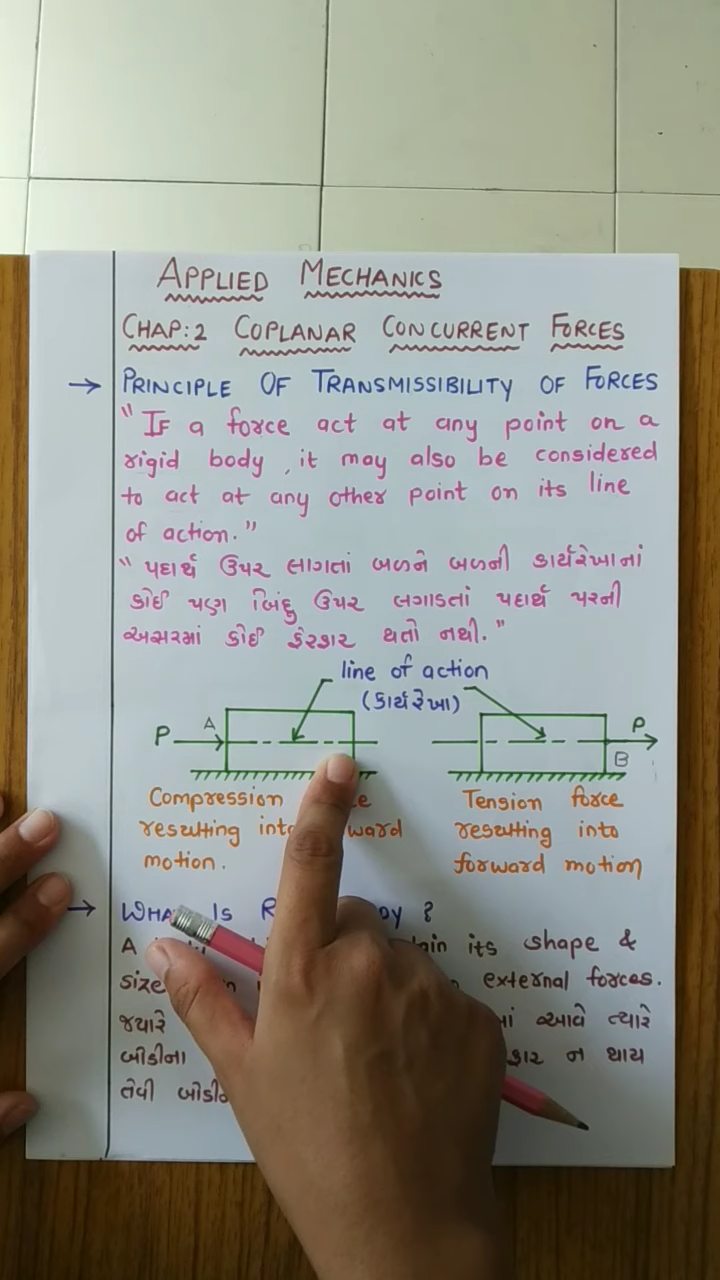 APPLIED MECHANICS
CHAP:2 COPLANAR CONCURRENT FORCES
→ PRINCIPLE OF TRANSMISSIBILITY OF FORCES
"IF a force act at any point on a
rigid body, it may also be considered
to act at any other point on its line
of action."
"પદાર્થ ઉપર લાગતાં બળને બળની કાર્યરેખાનાં
કોઈ પણ બિંદુ ઉપર લગાડતાં પદાર્થ પરની
અસરમાં કોઈ ફેરફાર થતો નથી."
line of action
(કાર્યરેખા)
P A
P
B
Compression
resulting into ward
motion.
Tension force
resulting into
forward motion
→ WHAT IS ?
A its shape &
size external forces.
જયારે આવે ત્યારે
બોડીના ન થાય
તેવી